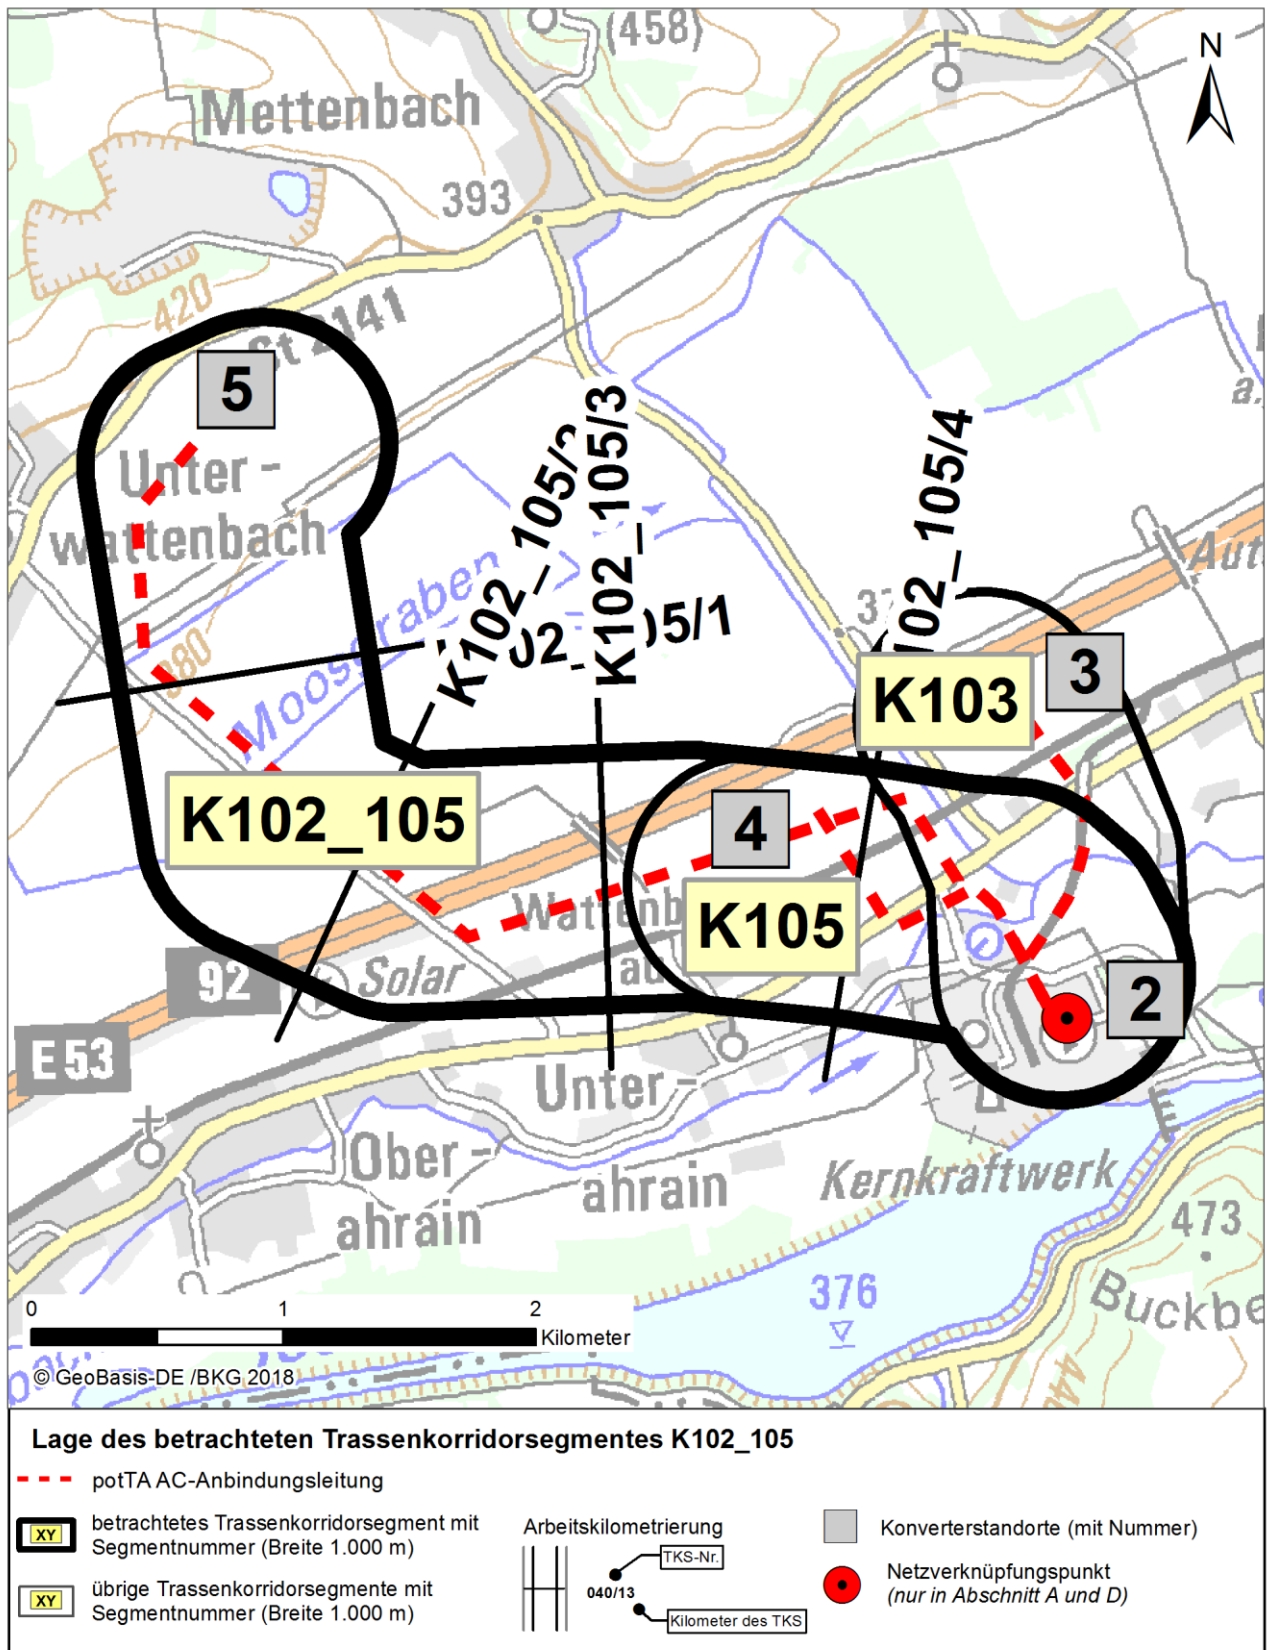 (458)
N
Mettenbach
393
420
St 2141
5
Unter-
wattenbach
K102_105/3
K102_105/4
380
Moosgraben
3
K103
K102_105
4
K105
92
Solar
au
2
E 53
Unter-
ahrain
Ober-
ahrain
Kernkraftwerk
473
376
0 1 2
Kilometer
© GeoBasis-DE /BKG 2018
Lage des betrachteten Trassenkorridorsegmentes K102_105
potTA AC-Anbindungsleitung
XY
betrachtetes Trassenkorridorsegment mit
Segmentnummer (Breite 1.000 m)
XY
übrige Trassenkorridorsegmente mit
Segmentnummer (Breite 1.000 m)
Arbeitskilometrierung
TKS-Nr.
040/13
Kilometer des TKS
Konverterstandorte (mit Nummer)
Netzverknüpfungspunkt
(nur in Abschnitt A und D)